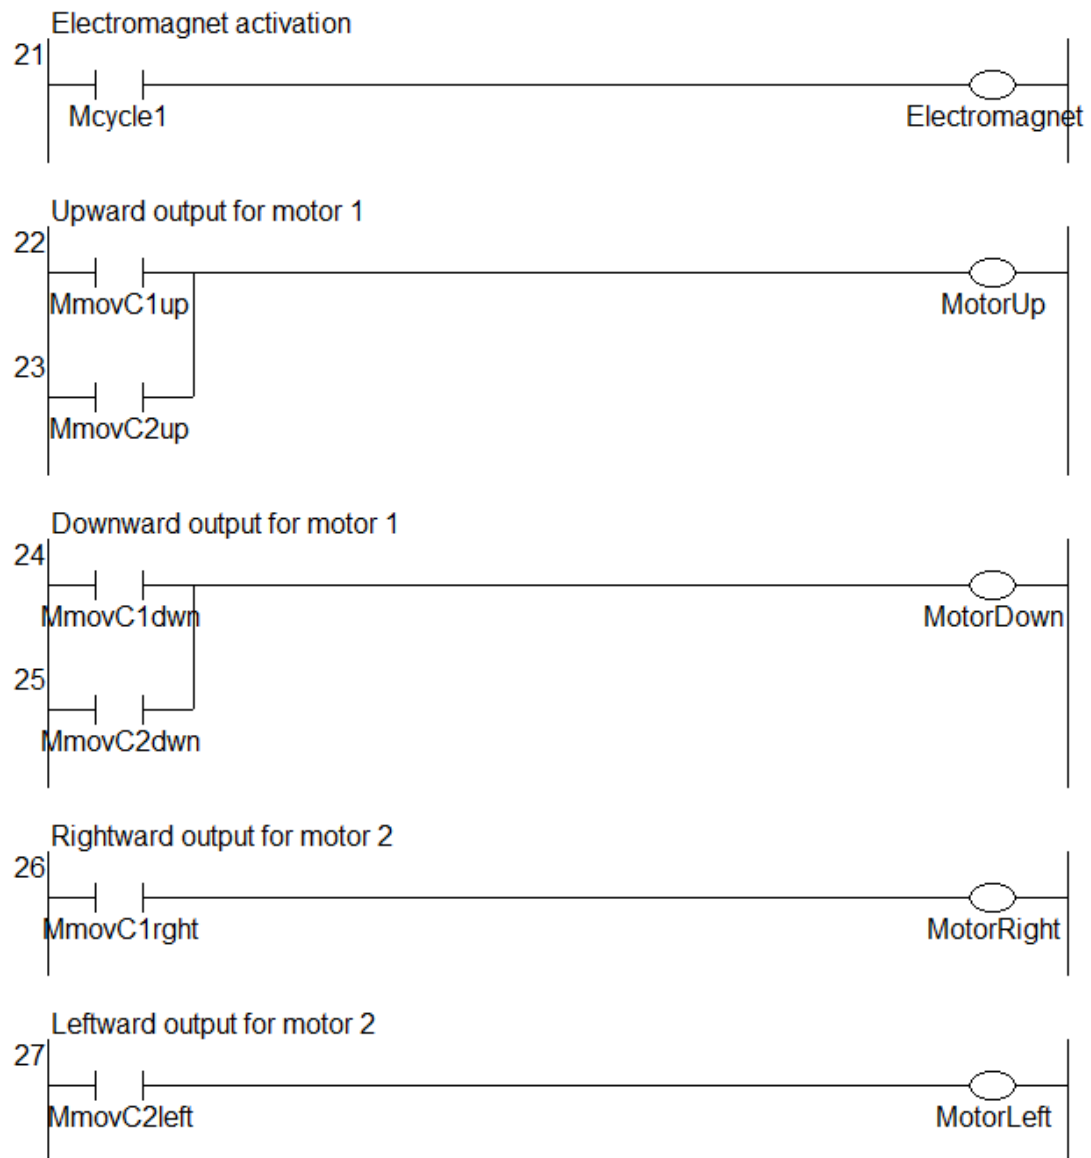 Electromagnet activation
21
Mcycle1 Electromagnet
Upward output for motor 1
22
MmovC1up MotorUp
23
MmovC2up
Downward output for motor 1
24
MmovC1dwn MotorDown
25
MmovC2dwn
Rightward output for motor 2
26
MmovC1rght MotorRight
Leftward output for motor 2
27
MmovC2left MotorLeft